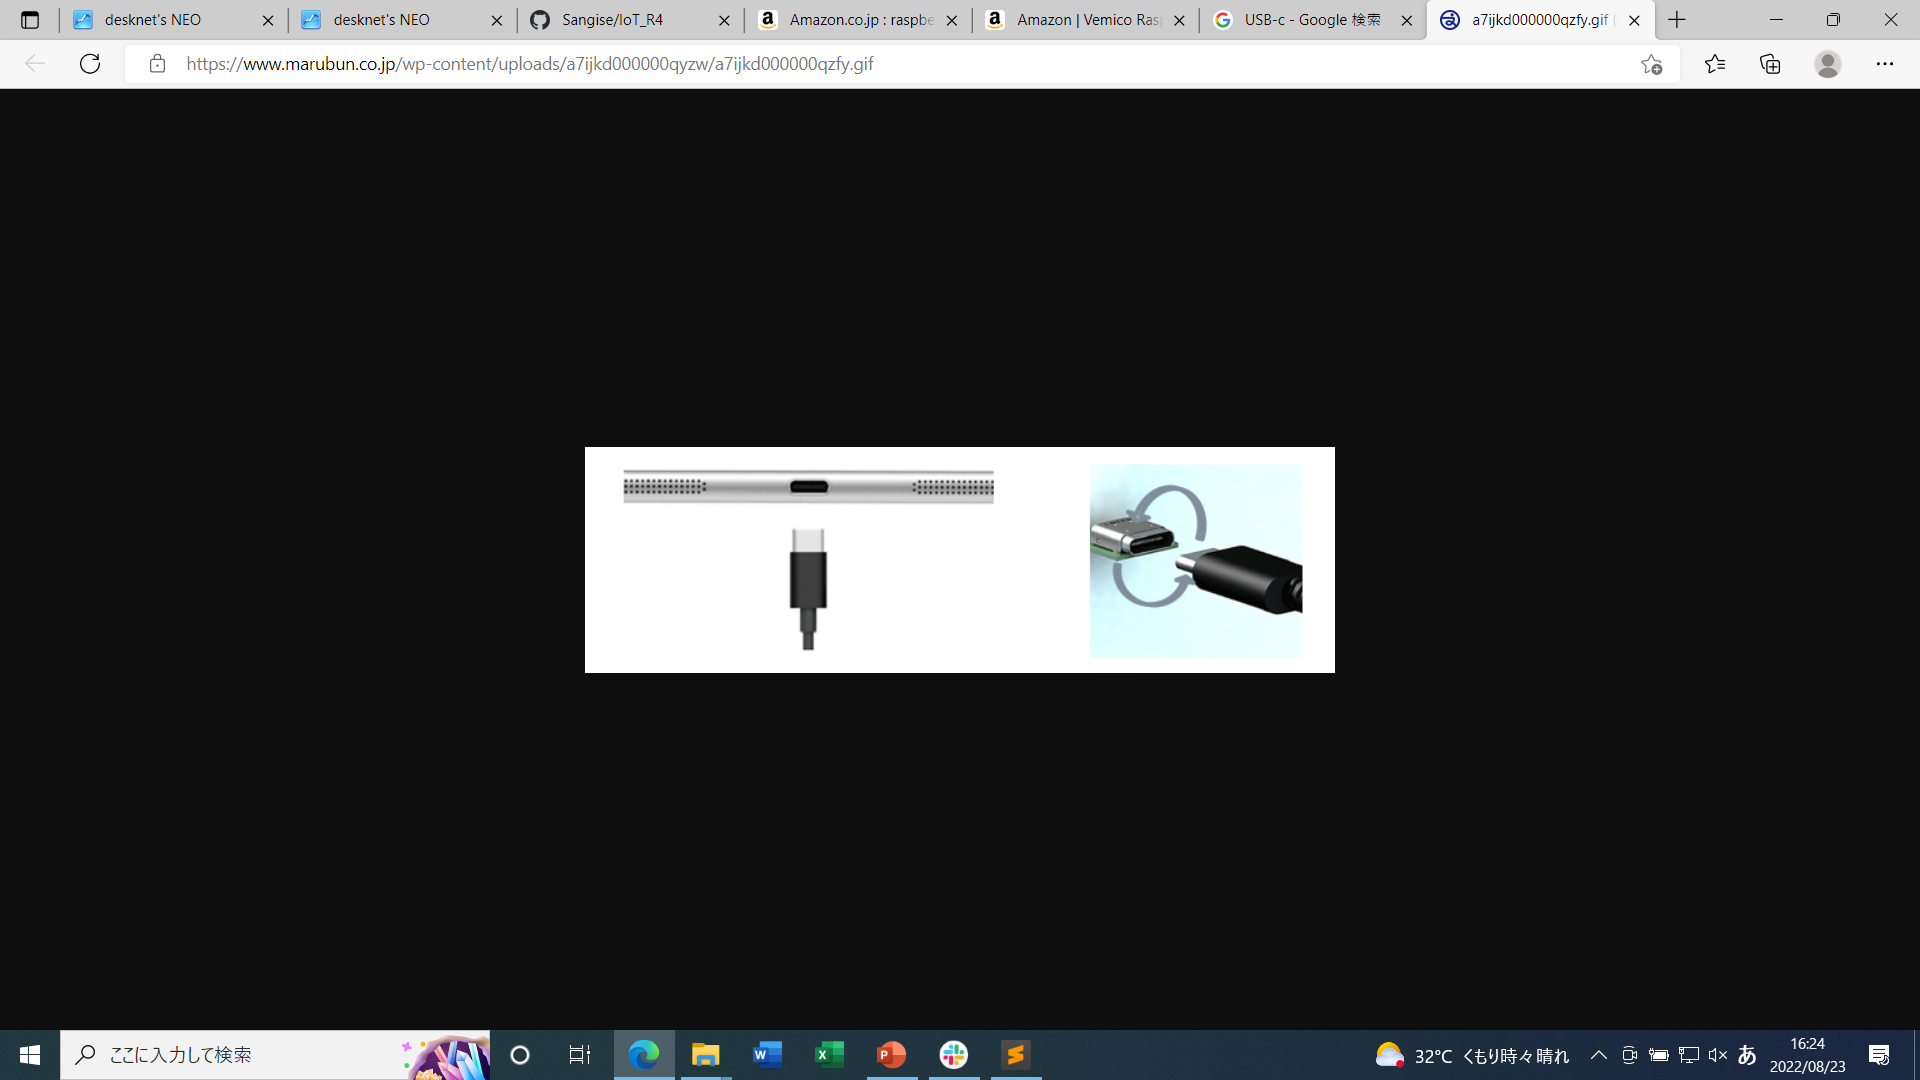 desknet's NEO
desknet's NEO
Sangise/IoT_R4
Amazon.co.jp : raspbe
Amazon | Vemico Ras
USB-c - Google 検索
a7ijkd000000qzfy.gif (
https://www.marubun.co.jp/wp-content/uploads/a7ijkd000000qyzw/a7ijkd000000qzfy.gif
ここに入力して検索
32°C くもり時々晴れ
あ
16:24
2022/08/23